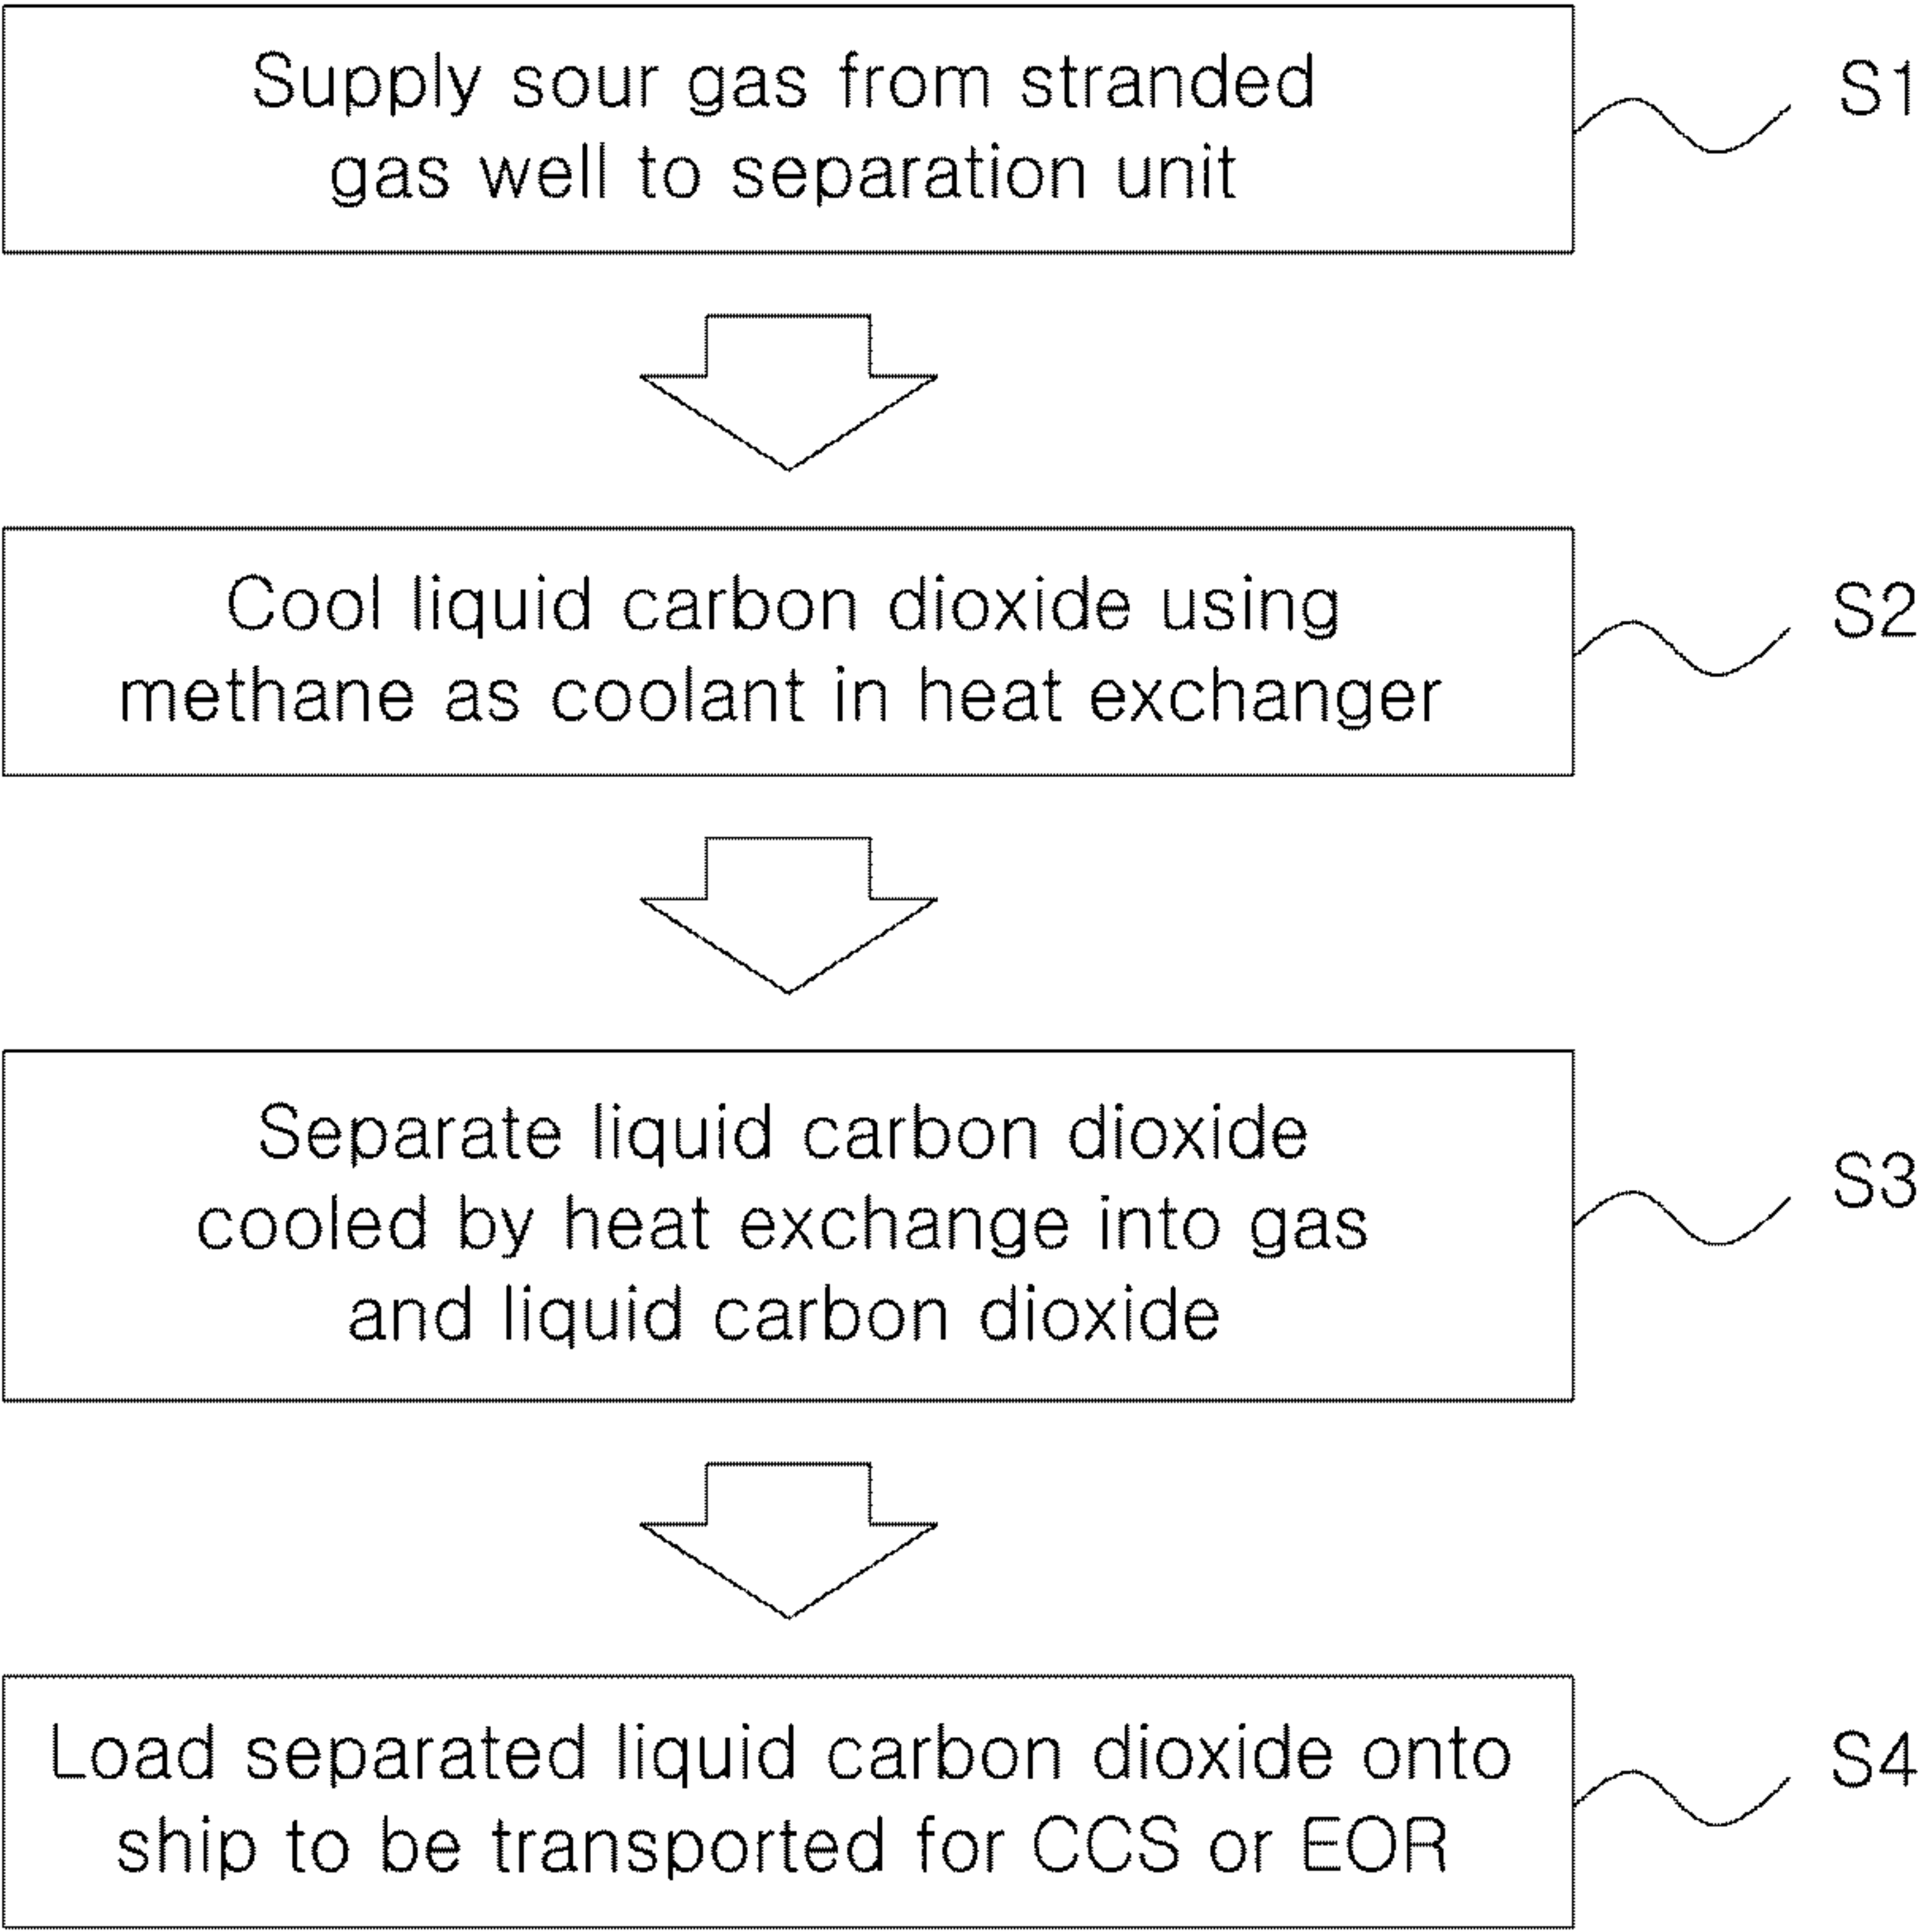 Supply sour gas from stranded
gas well to separation unit
S1
Cool liquid carbon dioxide using
methane as coolant in heat exchanger
S2
Separate liquid carbon dioxide
cooled by heat exchange into gas
and liquid carbon dioxide
S3
Load separated liquid carbon dioxide onto
ship to be transported for CCS or EOR
S4